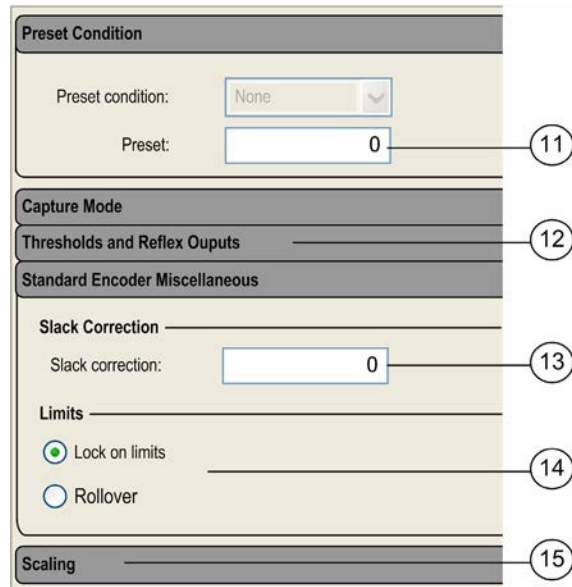 Preset Condition
Preset condition: None
Preset: 0 11
Capture Mode
Thresholds and Reflex Ouputs 12
Standard Encoder Miscellaneous
Slack Correction
Slack correction: 0 13
Limits
Lock on limits
14
Rollover
Scaling 15